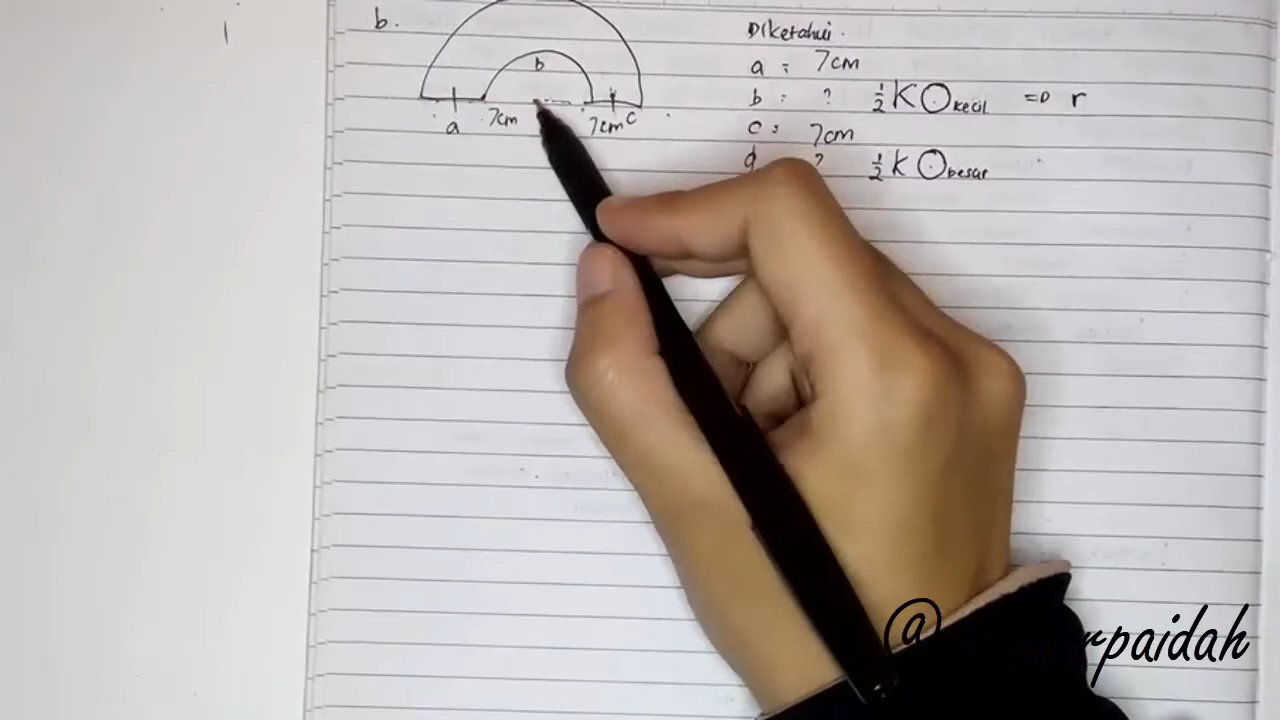 b.
b
7cm
7cm
a
c
Diketahui.
a = 7cm
b = ? ½ K ⊙ kecil => r
c = 7cm
d ? ½ K ⊙ besar